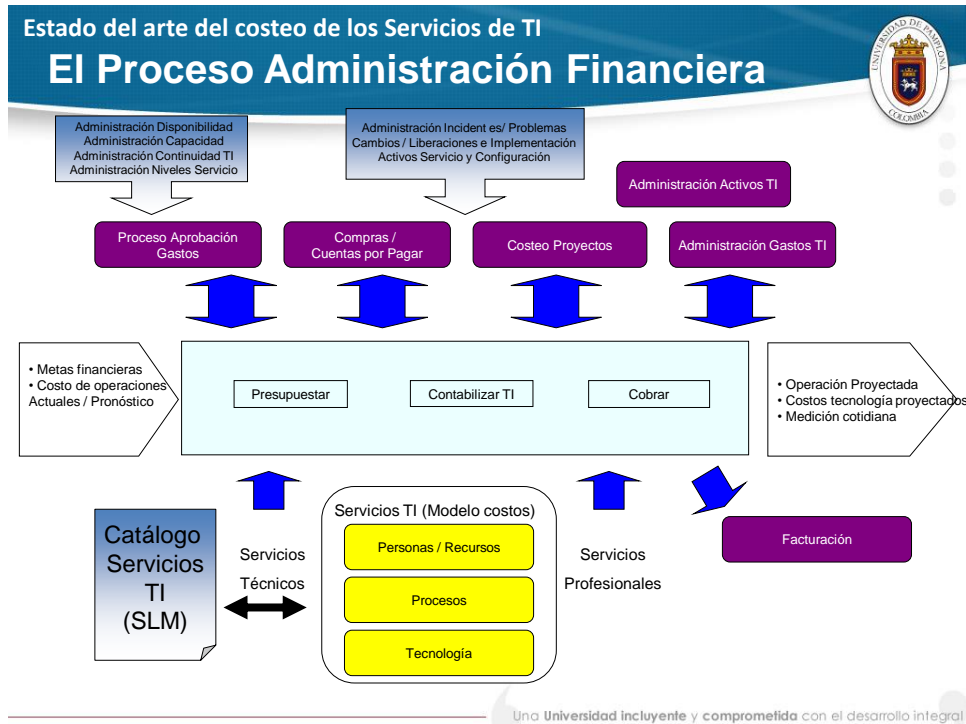 Estado del arte del costeo de los Servicios de TI
El Proceso Administración Financiera
UNIVERSIDAD DE PAMPLONA
COLOMBIA
Administración Disponibilidad
Administración Capacidad
Administración Continuidad TI
Administración Niveles Servicio
Administración Incident es/ Problemas
Cambios / Liberaciones e Implementación
Activos Servicio y Configuración
Administración Activos TI
Proceso Aprobación
Gastos
Compras /
Cuentas por Pagar
Costeo Proyectos
Administración Gastos TI
• Metas financieras
• Costo de operaciones
Actuales / Pronóstico
Presupuestar
Contabilizar TI
Cobrar
• Operación Proyectada
• Costos tecnología proyectados
• Medición cotidiana
Catálogo
Servicios
TI
(SLM)
Servicios
Técnicos
Servicios TI (Modelo costos)
Personas / Recursos
Procesos
Tecnología
Servicios
Profesionales
Facturación
Una Universidad incluyente y comprometida con el desarrollo integral